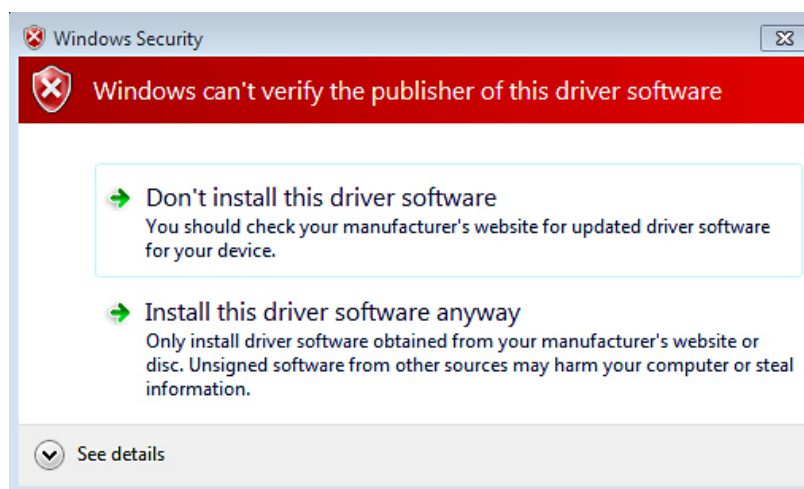 Windows Security
Windows can't verify the publisher of this driver software
Don't install this driver software
You should check your manufacturer's website for updated driver software
for your device.
Install this driver software anyway
Only install driver software obtained from your manufacturer's website or
disc. Unsigned software from other sources may harm your computer or steal
information.
See details